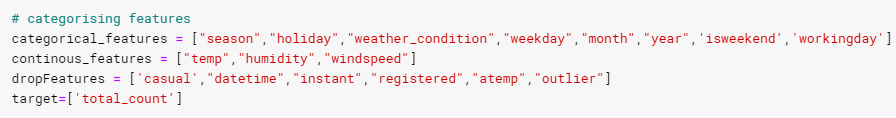 # categorising features
categorical_features = ["season","holiday","weather_condition","weekday","month","year",'isweekend','workingday']
continous_features = ["temp","humidity","windspeed"]
dropFeatures = ['casual',"datetime","instant","registered","atemp","outlier"]
target=['total_count']